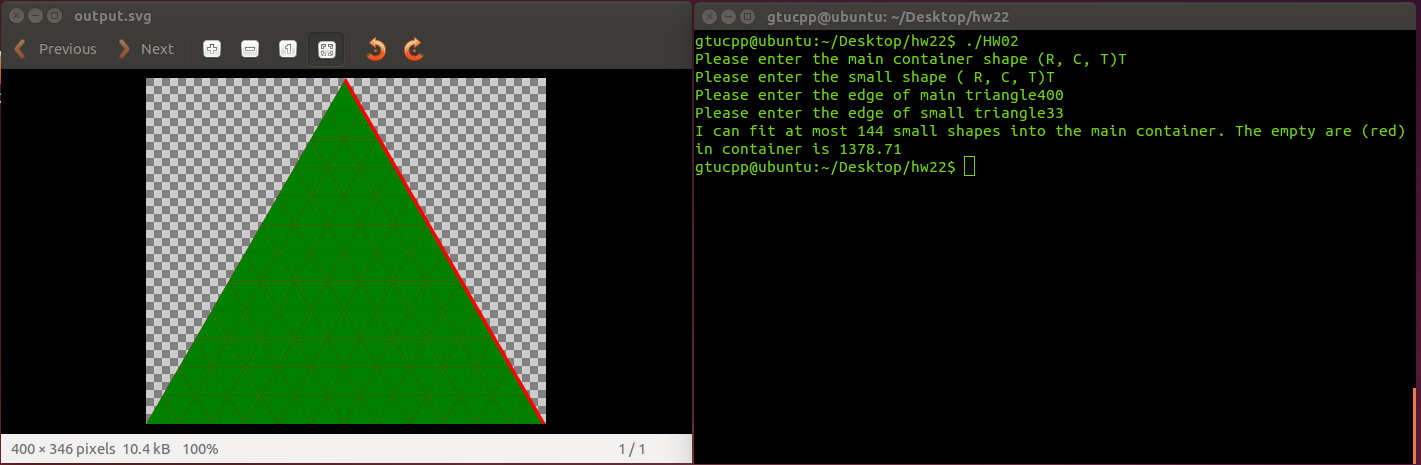 output.svg
Previous Next 1
400 × 346 pixels 10.4 kB 100% 1 / 1
gtucpp@ubuntu: ~/Desktop/hw22
gtucpp@ubuntu:~/Desktop/hw22$ ./HW02
Please enter the main container shape (R, C, T)T
Please enter the small shape ( R, C, T)T
Please enter the edge of main triangle400
Please enter the edge of small triangle33
I can fit at most 144 small shapes into the main container. The empty are (red)
in container is 1378.71
gtucpp@ubuntu:~/Desktop/hw22$